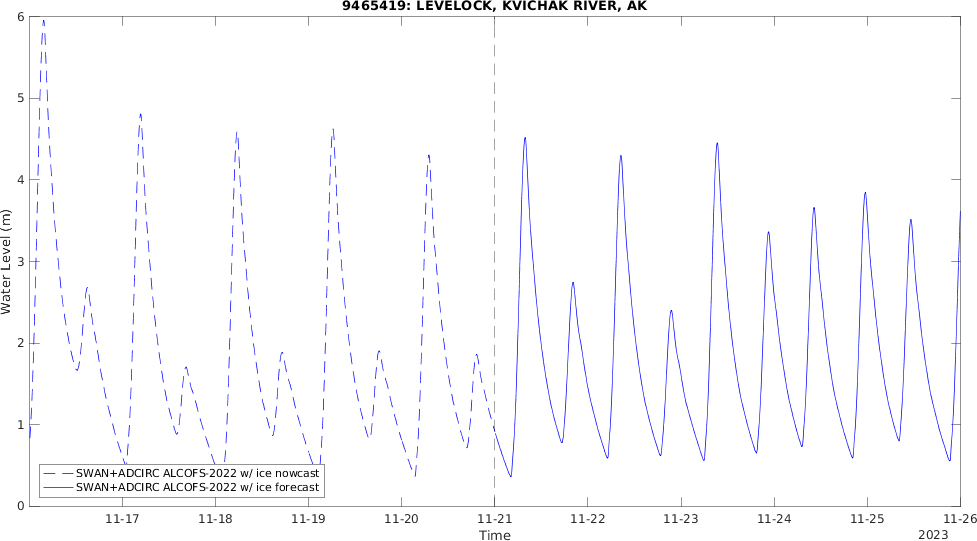 9465419: LEVELOCK, KVICHAK RIVER, AK
6
5
4
3
2
1
0
Water Level (m)
SWAN+ADCIRC ALCOFS-2022 w/ ice nowcast
SWAN+ADCIRC ALCOFS-2022 w/ ice forecast
11-17 11-18 11-19 11-20 11-21 11-22 11-23 11-24 11-25 11-26
Time
2023